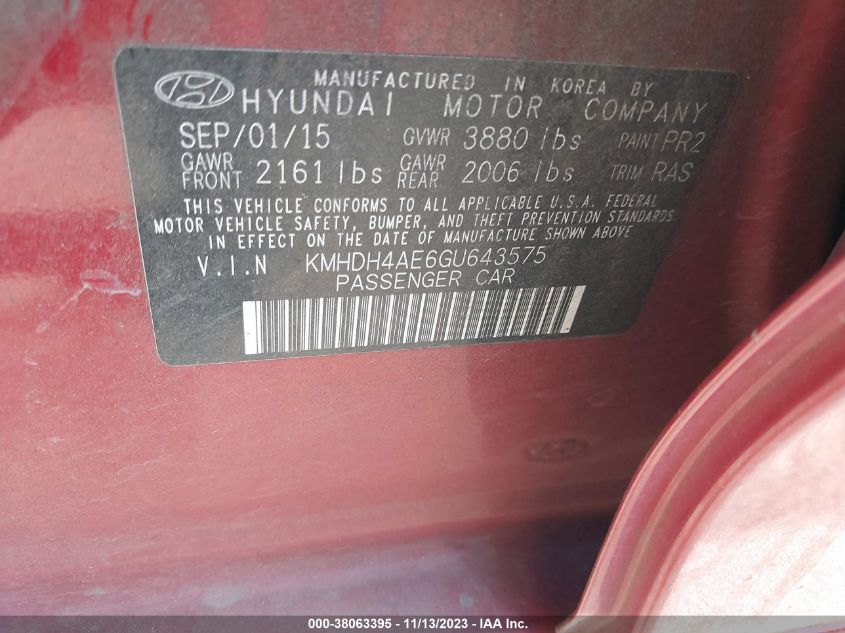 MANUFACTURED IN KOREA BY
HYUNDAI MOTOR COMPANY
SEP/01/15 GVWR 3880 lbs PAINT PR2
GAWR FRONT 2161 lbs GAWR REAR 2006 lbs TRIM RAS
THIS VEHICLE CONFORMS TO ALL APPLICABLE U.S.A. FEDERAL
MOTOR VEHICLE SAFETY, BUMPER, AND THEFT PREVENTION STANDARDS
IN EFFECT ON THE DATE OF MANUFACTURE SHOWN ABOVE
V.I.N KMHDH4AE6GU643575
PASSENGER CAR
000-38063395 - 11/13/2023 - IAA Inc.